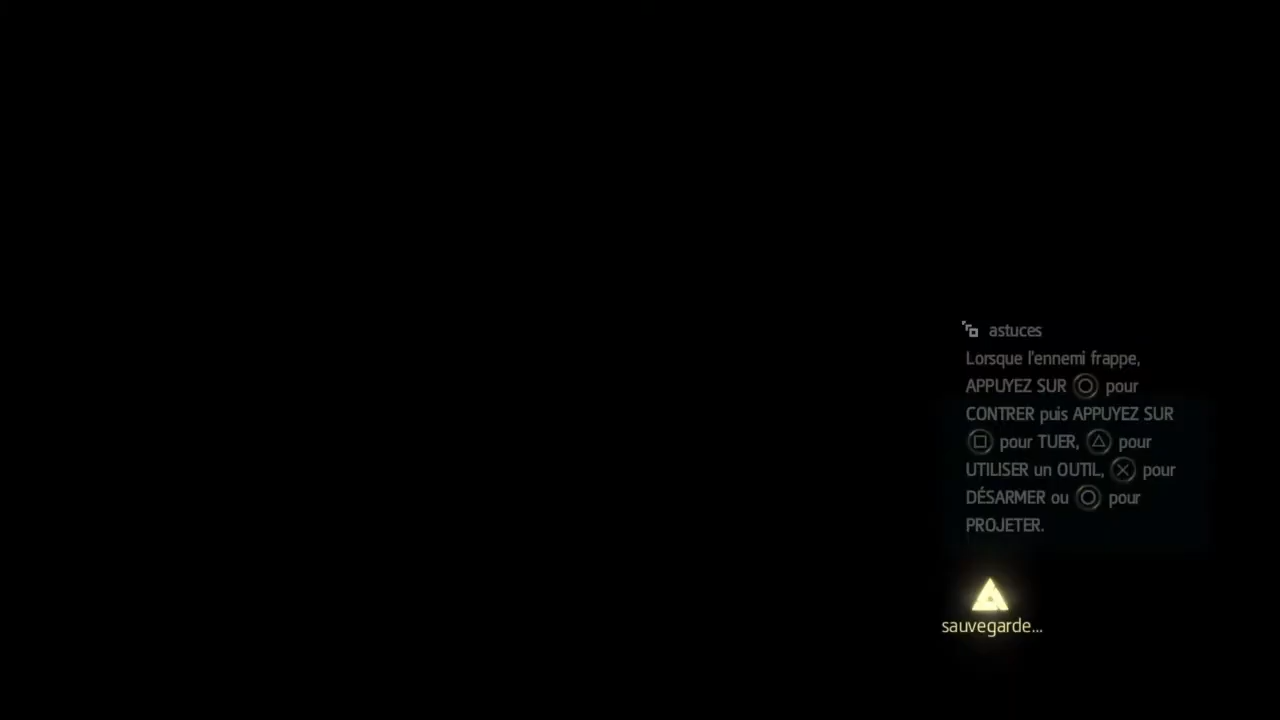 astuces
Lorsque l'ennemi frappe,
APPUYEZ SUR ○ pour
CONTRER puis APPUYEZ SUR
□ pour TUER, △ pour
UTILISER un OUTIL, ✕ pour
DÉSARMER ou ○ pour
PROJETER.
sauvegarde...